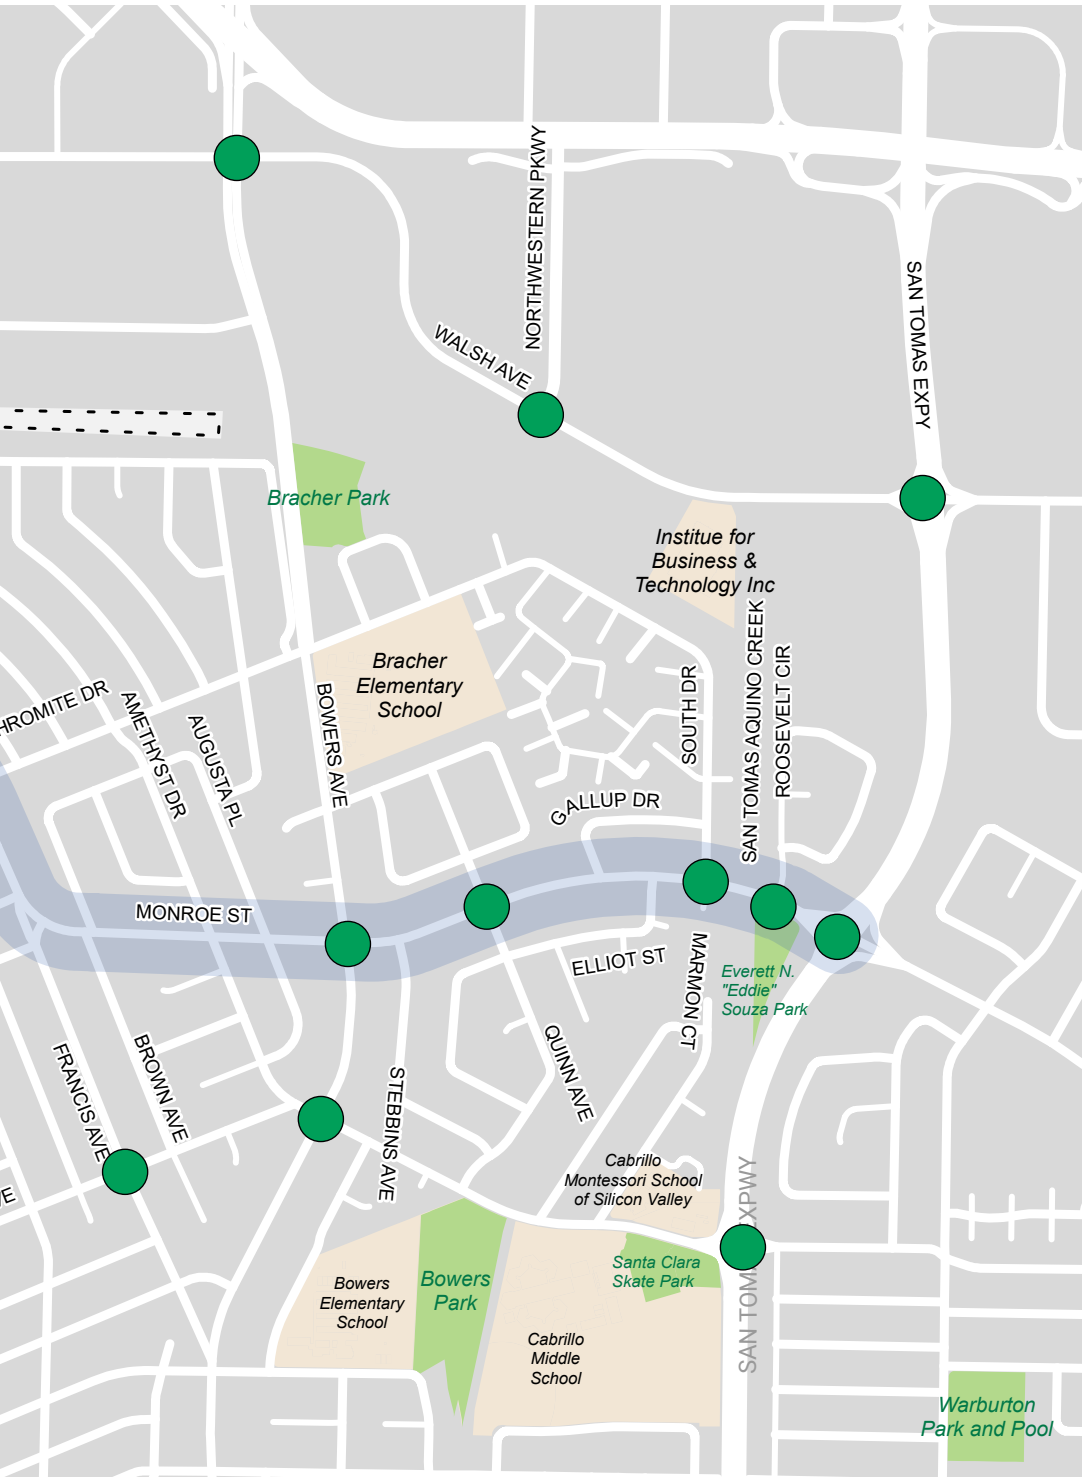 NORTHWESTERN PKWY
WALSH AVE
SAN TOMAS EXPY
Bracher Park
Institue for
Business &
Technology Inc
Bracher
Elementary
School
HROMITE DR
AMETHYST DR
AUGUSTA PL
BOWERS AVE
SOUTH DR
SAN TOMAS AQUINO CREEK
ROOSEVELT CIR
GALLUP DR
MONROE ST
ELLIOT ST
MARMON CT
Everett N.
"Eddie"
Souza Park
FRANCIS AVE
BROWN AVE
STEBBINS AVE
QUINN AVE
VE
Cabrillo
Montessori School
of Silicon Valley
SAN TOM EXPWY
Santa Clara
Skate Park
Bowers
Elementary
School
Bowers
Park
Cabrillo
Middle
School
Warburton
Park and Pool